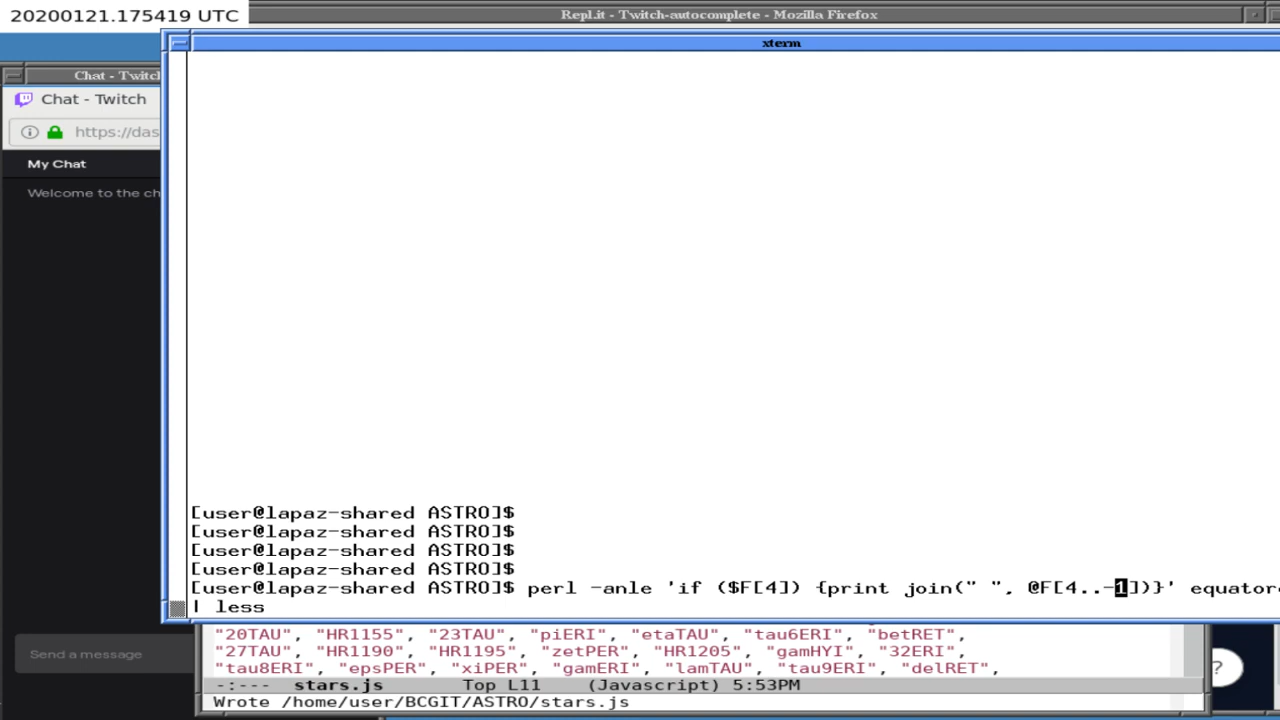 20200121.175419 UTC
Repl.it - Twitch-autocomplete - Mozilla Firefox
xterm
Chat - Twitch
Chat - Twitch
https://das
My Chat
Welcome to the ch
Send a message
[user@lapaz-shared ASTRO]$
[user@lapaz-shared ASTRO]$
[user@lapaz-shared ASTRO]$
[user@lapaz-shared ASTRO]$
[user@lapaz-shared ASTRO]$ perl -anle 'if ($F[4]) {print join(" ", @F[4..-1])}' equator
| less
"20TAU", "HR1155", "23TAU", "piERI", "etaTAU", "tau6ERI", "betRET",
"27TAU", "HR1190", "HR1195", "zetPER", "HR1205", "gamHYI", "32ERI",
"tau8ERI", "epsPER", "xiPER", "gamERI", "lamTAU", "tau9ERI", "delRET",
-:--- stars.js Top L11 (Javascript) 5:53PM
Wrote /home/user/BCGIT/ASTRO/stars.js
?